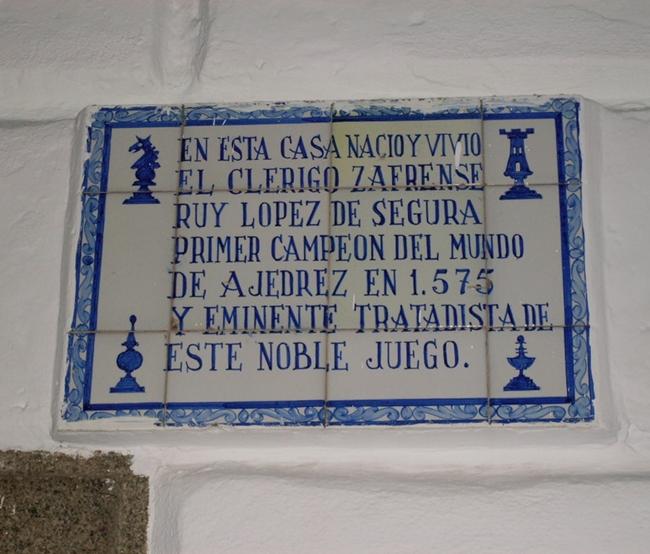 EN ESTA CASA NACIO Y VIVIO
EL CLERIGO ZAFRENSE
RUY LOPEZ DE SEGURA
PRIMER CAMPEON DEL MUNDO
DE AJEDREZ EN 1.575
Y EMINENTE TRATADISTA DE
ESTE NOBLE JUEGO.